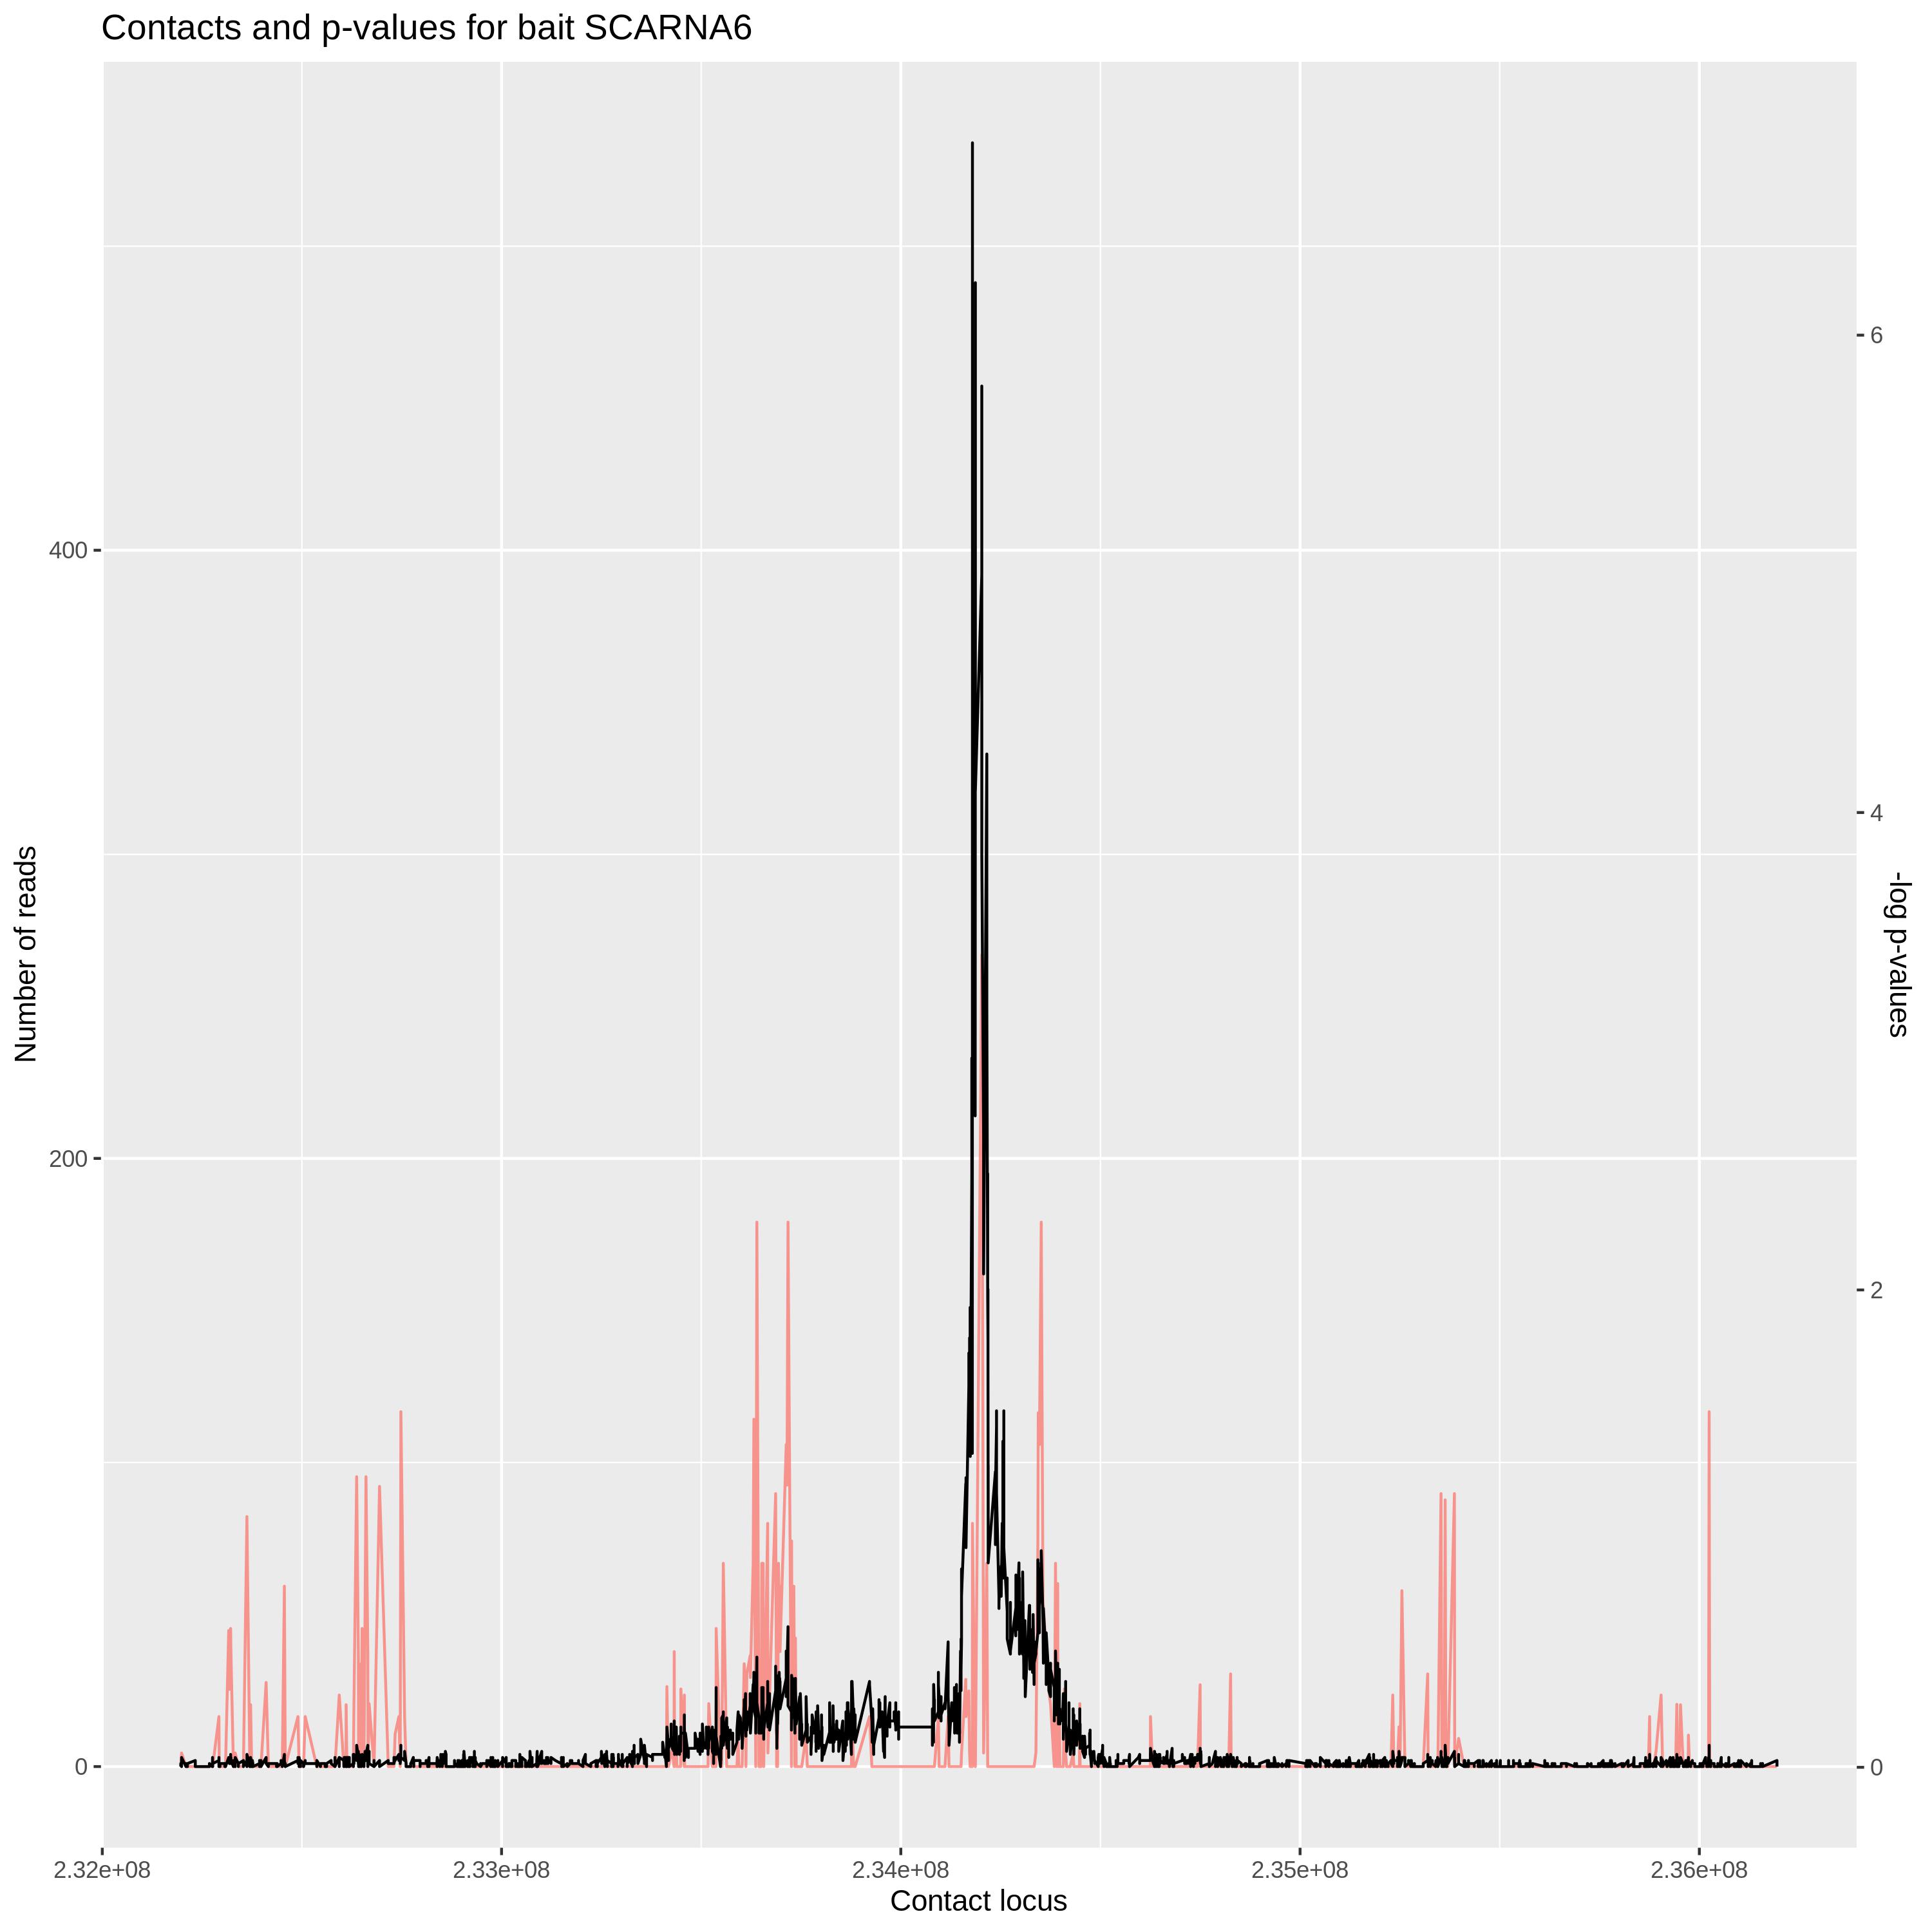 Contacts and p-values for bait SCARNA6
Number of reads
400
200
0
6
4
2
0
-log p-values
2.32e+08
2.33e+08
2.34e+08
2.35e+08
2.36e+08
Contact locus